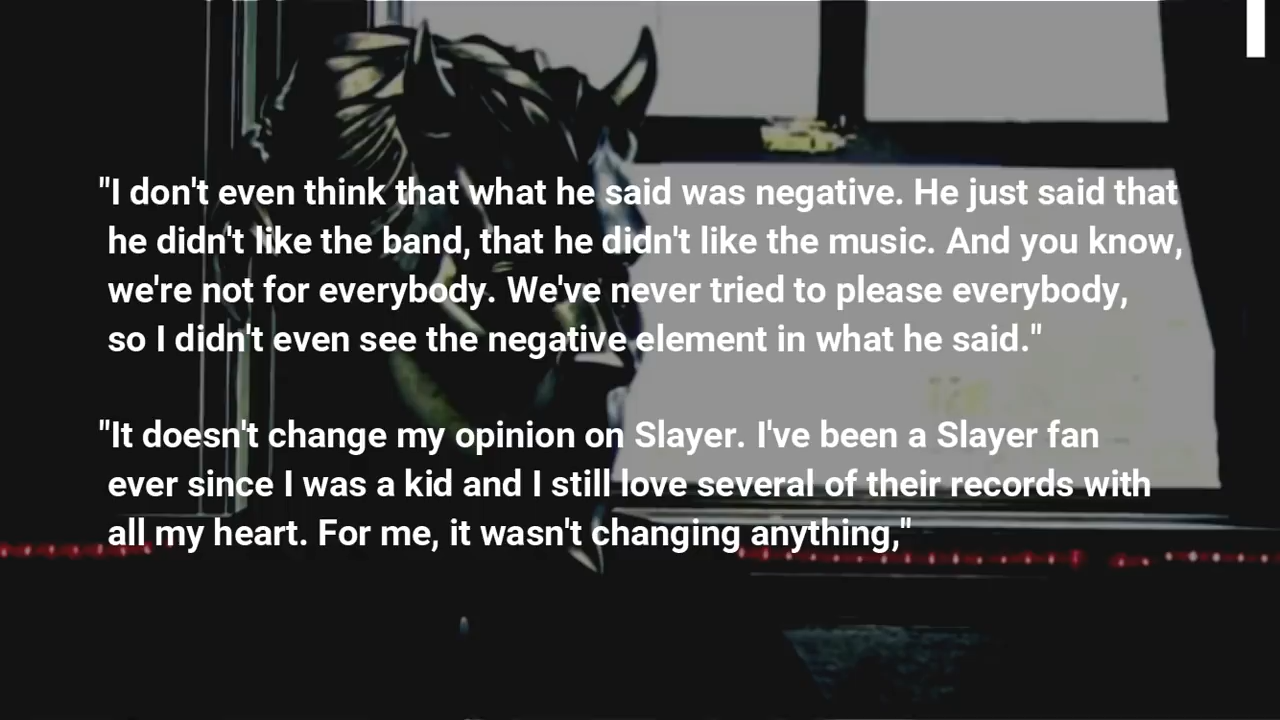 "I don't even think that what he said was negative. He just said that
he didn't like the band, that he didn't like the music. And you know,
we're not for everybody. We've never tried to please everybody,
so I didn't even see the negative element in what he said."
"It doesn't change my opinion on Slayer. I've been a Slayer fan
ever since I was a kid and I still love several of their records with
all my heart. For me, it wasn't changing anything,"